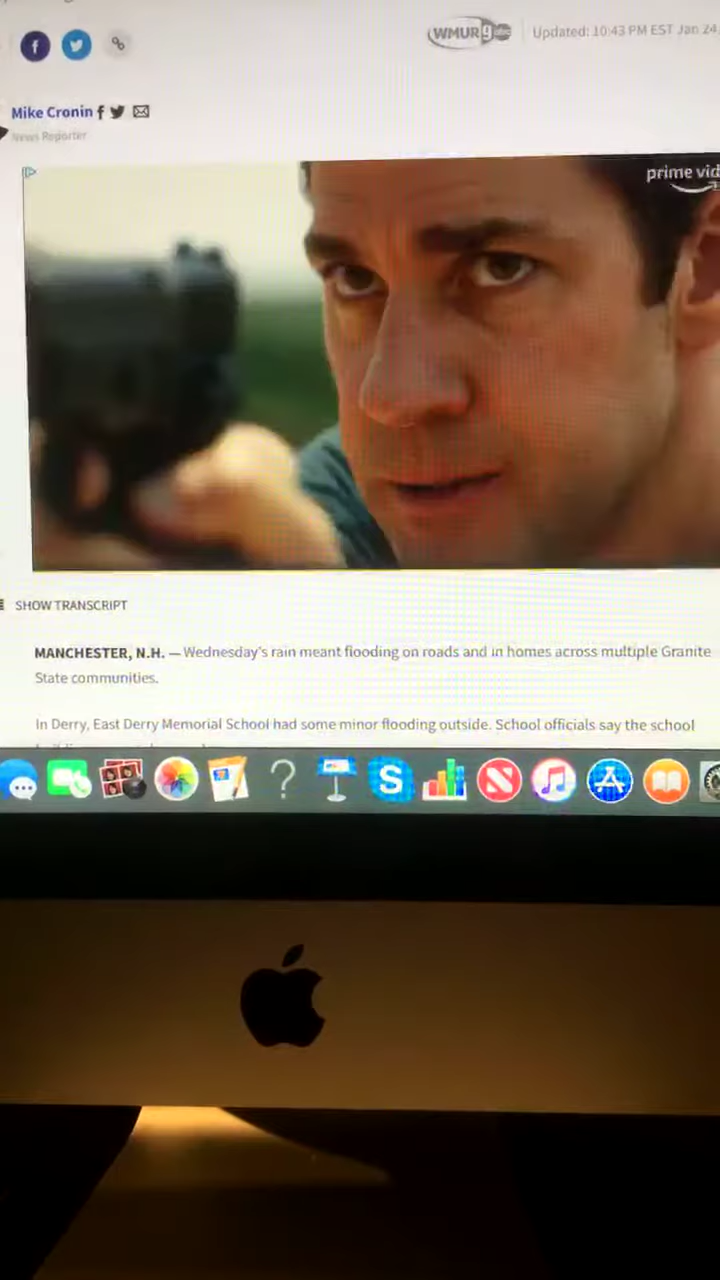 WMUR 9 abc
Updated: 10:43 PM EST Jan 24,
Mike Cronin
News Reporter
prime vid
SHOW TRANSCRIPT
MANCHESTER, N.H. — Wednesday's rain meant flooding on roads and in homes across multiple Granite
State communities.
In Derry, East Derry Memorial School had some minor flooding outside. School officials say the school